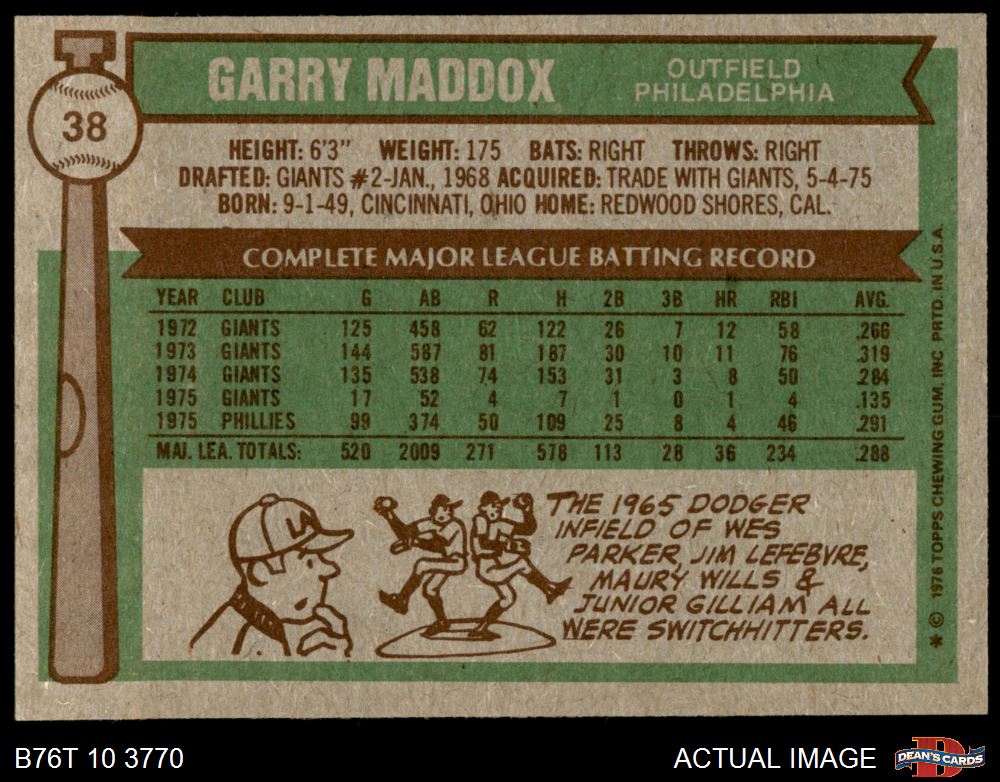 38
GARRY MADDOX
OUTFIELD
PHILADELPHIA
HEIGHT: 6'3" WEIGHT: 175 BATS: RIGHT THROWS: RIGHT
DRAFTED: GIANTS #2-JAN., 1968 ACQUIRED: TRADE WITH GIANTS, 5-4-75
BORN: 9-1-49, CINCINNATI, OHIO HOME: REDWOOD SHORES, CAL.
COMPLETE MAJOR LEAGUE BATTING RECORD
YEAR CLUB G AB R H 2B 3B HR RBI AVG.
1972 GIANTS 125 458 62 122 26 7 12 58 .266
1973 GIANTS 144 587 81 187 30 10 11 76 .319
1974 GIANTS 135 538 74 153 31 3 8 50 .284
1975 GIANTS 17 52 4 7 1 0 1 4 .135
1975 PHILLIES 99 374 50 109 25 8 4 46 .291
MAJ. LEA. TOTALS: 520 2009 271 578 113 28 36 234 .288
THE 1965 DODGER
INFIELD OF WES
PARKER, JIM LEFEBVRE,
MAURY WILLS &
JUNIOR GILLIAM ALL
WERE SWITCHHITTERS.
* © 1976 TOPPS CHEWING GUM, INC PRTD. IN U.S.A.
B76T 10 3770
ACTUAL IMAGE
D
DEAN'S CARDS